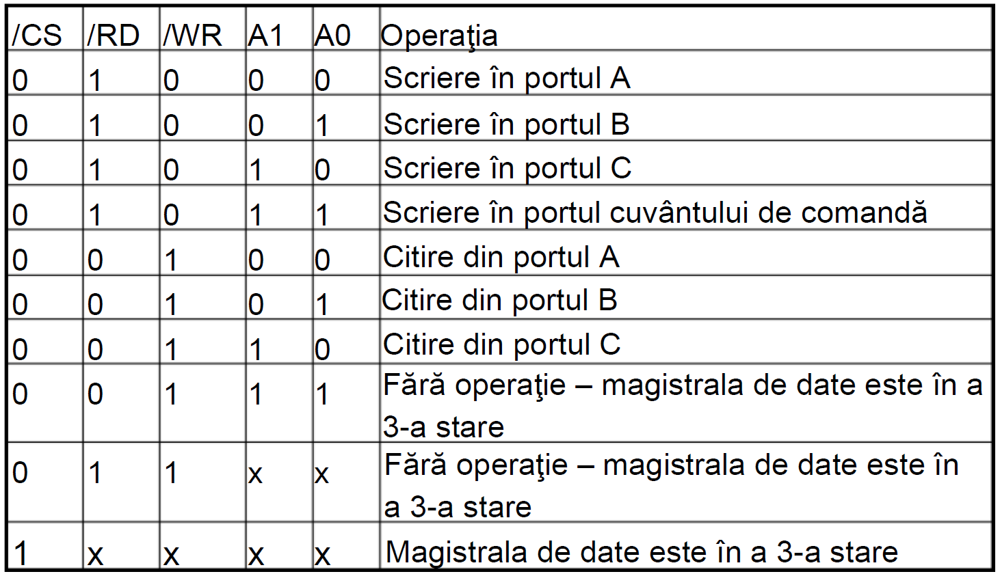 /CS /RD /WR A1 A0 Operaţia
0 1 0 0 0 Scriere în portul A
0 1 0 0 1 Scriere în portul B
0 1 0 1 0 Scriere în portul C
0 1 0 1 1 Scriere în portul cuvântului de comandă
0 0 1 0 0 Citire din portul A
0 0 1 0 1 Citire din portul B
0 0 1 1 0 Citire din portul C
0 0 1 1 1 Fără operaţie – magistrala de date este în a
3-a stare
0 1 1 x x Fără operaţie – magistrala de date este în
a 3-a stare
1 x x x x Magistrala de date este în a 3-a stare